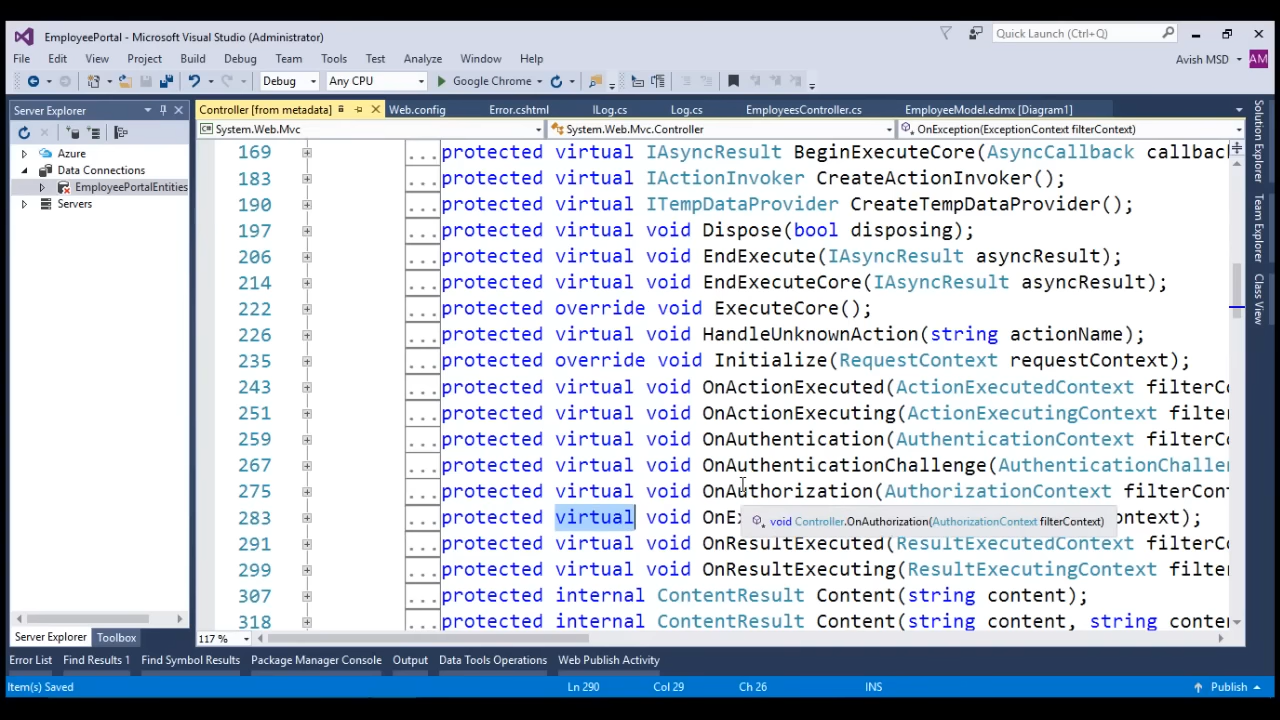 EmployeePortal - Microsoft Visual Studio (Administrator)
Quick Launch (Ctrl+Q)
File Edit View Project Build Debug Team Tools Test Analyze Window Help
Avish MSD AM
Debug Any CPU Google Chrome
Server Explorer
Controller [from metadata] Web.config Error.cshtml ILog.cs Log.cs EmployeesController.cs EmployeeModel.edmx [Diagram1]
System.Web.Mvc System.Web.Mvc.Controller OnException(ExceptionContext filterContext)
Azure
Data Connections
EmployeePortalEntities
Servers
169 ... protected virtual IAsyncResult BeginExecuteCore(AsyncCallback callback
183 ... protected virtual IActionInvoker CreateActionInvoker();
190 ... protected virtual ITempDataProvider CreateTempDataProvider();
197 ... protected virtual void Dispose(bool disposing);
206 ... protected virtual void EndExecute(IAsyncResult asyncResult);
214 ... protected virtual void EndExecuteCore(IAsyncResult asyncResult);
222 ... protected override void ExecuteCore();
226 ... protected virtual void HandleUnknownAction(string actionName);
235 ... protected override void Initialize(RequestContext requestContext);
243 ... protected virtual void OnActionExecuted(ActionExecutedContext filterCo
251 ... protected virtual void OnActionExecuting(ActionExecutingContext filter
259 ... protected virtual void OnAuthentication(AuthenticationContext filterCo
267 ... protected virtual void OnAuthenticationChallenge(AuthenticationChallen
275 ... protected virtual void OnAuthorization(AuthorizationContext filterCont
283 ... protected virtual void OnE ontext);
void Controller.OnAuthorization(AuthorizationContext filterContext)
291 ... protected virtual void OnResultExecuted(ResultExecutedContext filterCo
299 ... protected virtual void OnResultExecuting(ResultExecutingContext filter
307 ... protected internal ContentResult Content(string content);
318 ... protected internal ContentResult Content(string content, string conten
Solution Explorer
Team Explorer
Class View
Server Explorer Toolbox
117 %
Error List Find Results 1 Find Symbol Results Package Manager Console Output Data Tools Operations Web Publish Activity
Item(s) Saved Ln 290 Col 29 Ch 26 INS Publish